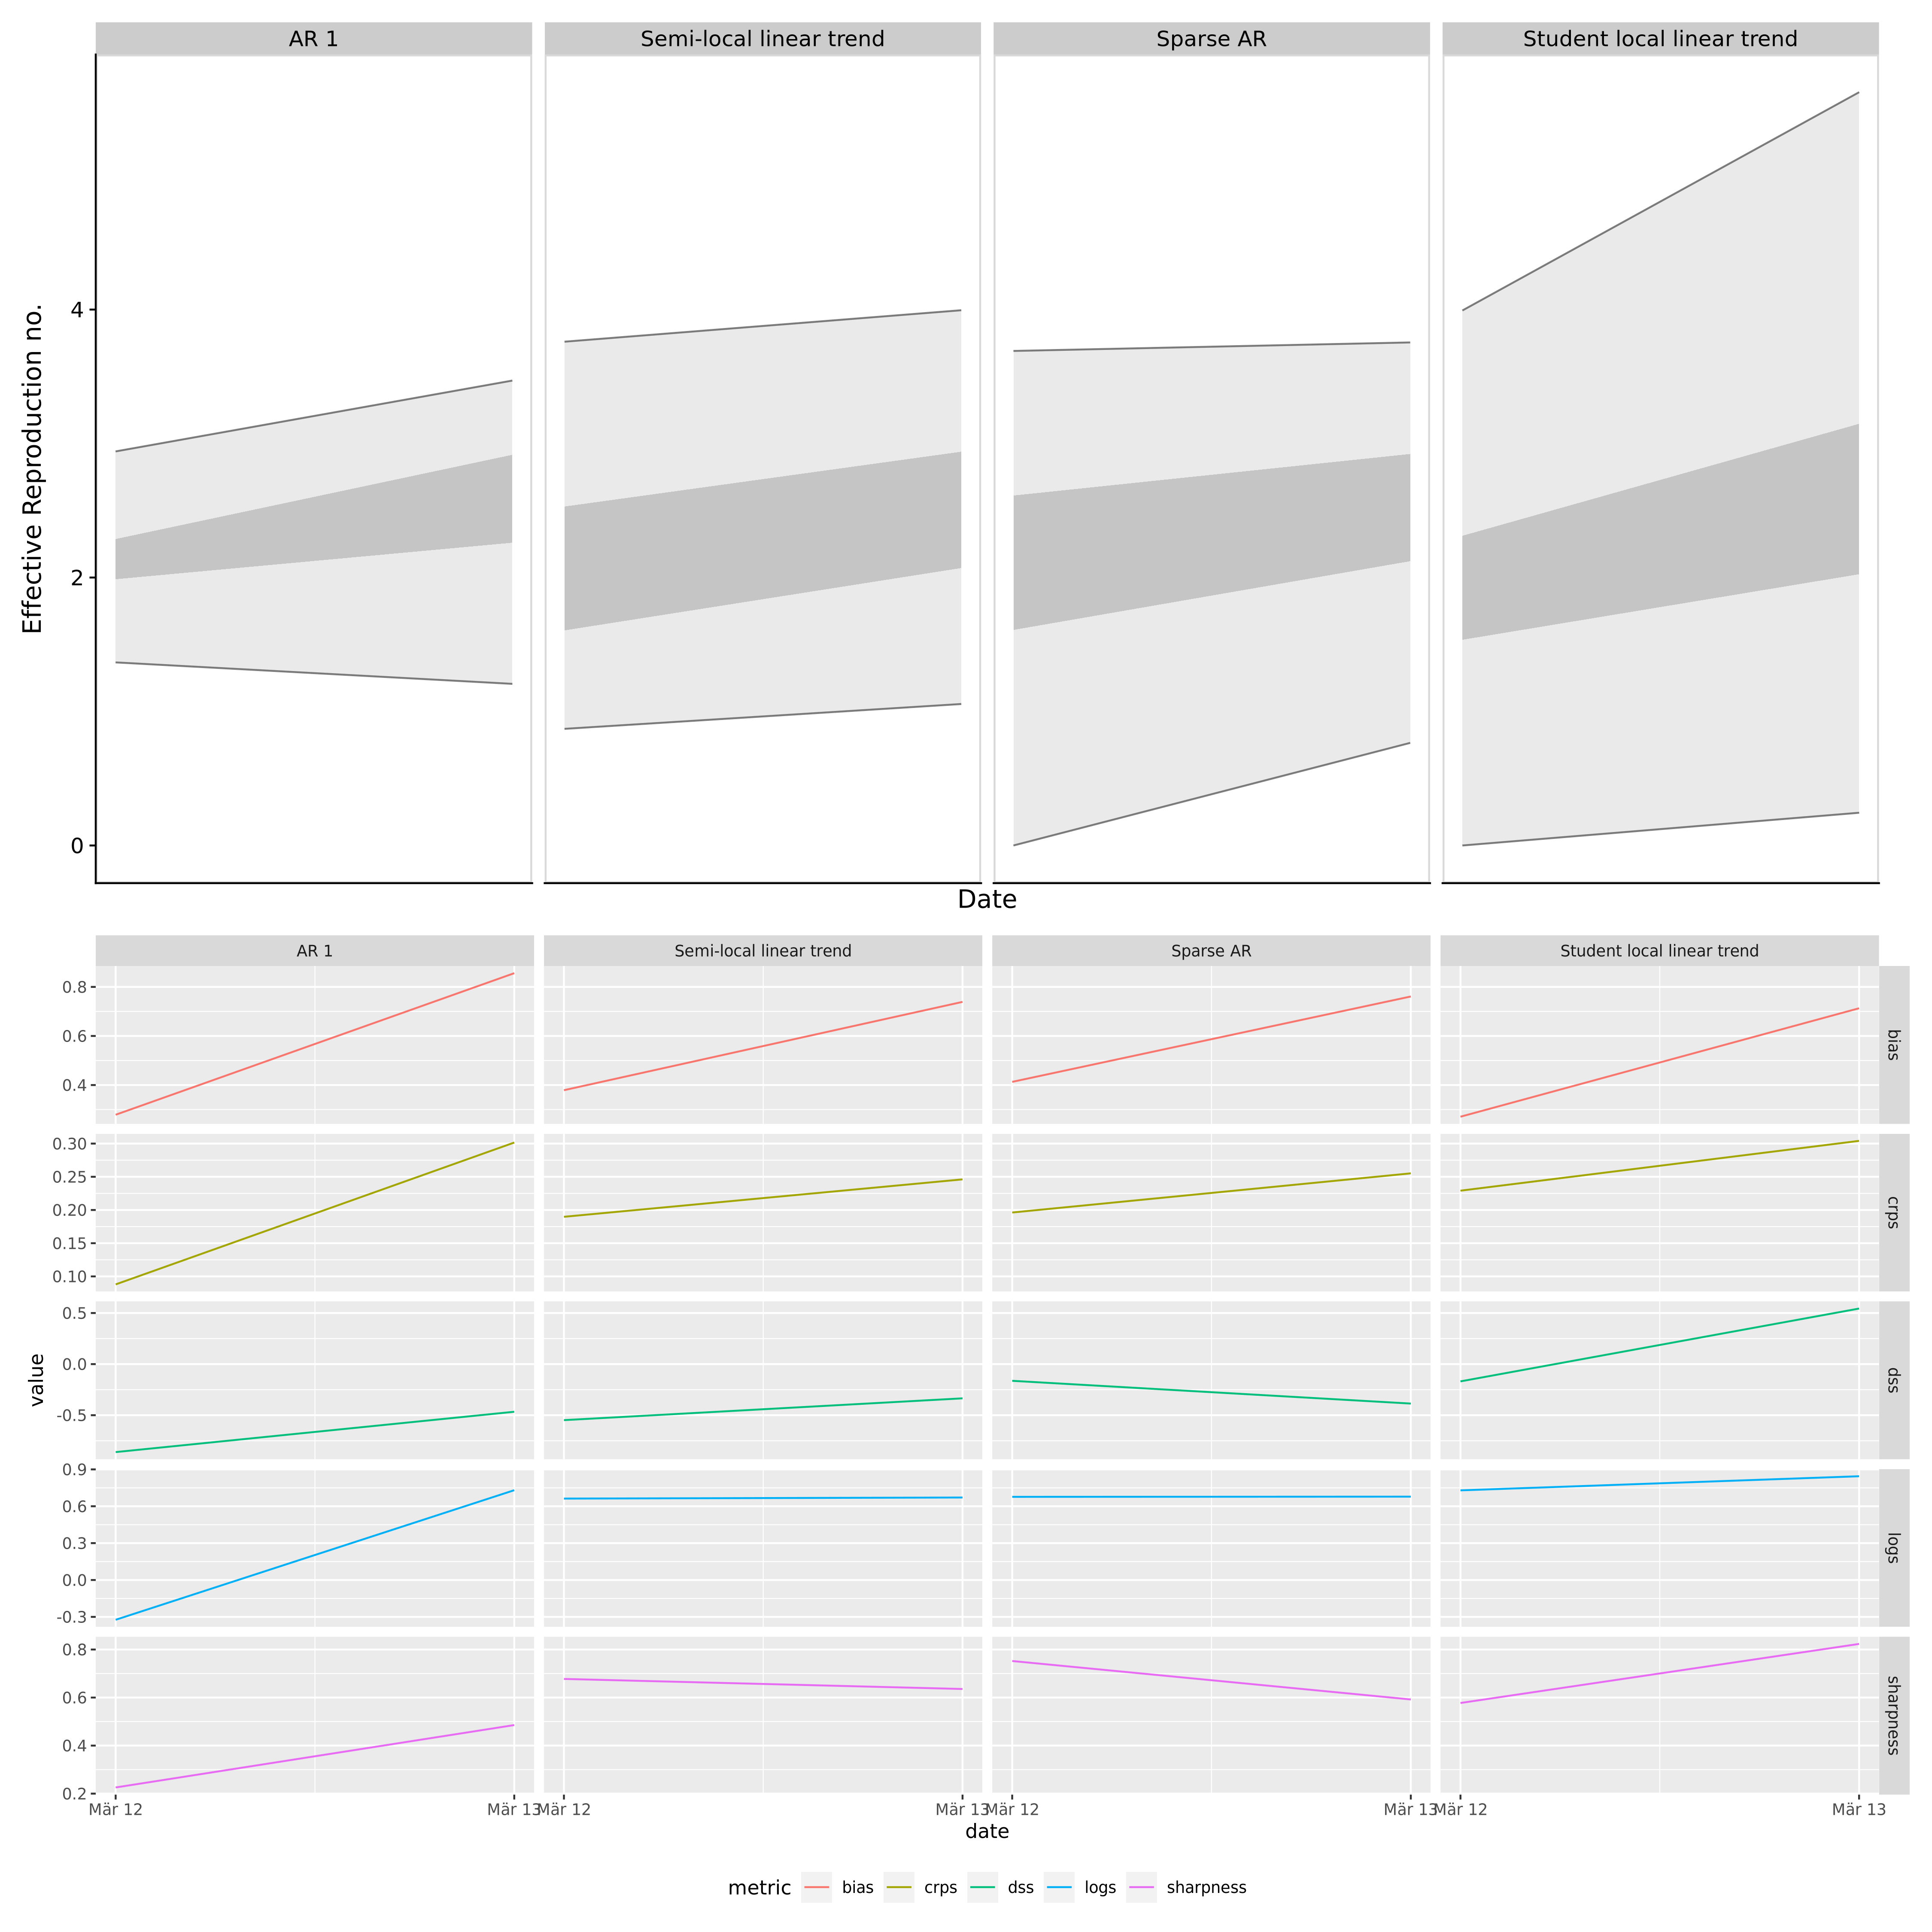 AR 1 Semi-local linear trend Sparse AR Student local linear trend
Effective Reproduction no.
4
2
0
Date
AR 1 Semi-local linear trend Sparse AR Student local linear trend
value
0.8
0.6
0.4
bias
0.30
0.25
0.20
0.15
0.10
crps
0.5
0.0
-0.5
dss
0.9
0.6
0.3
0.0
-0.3
logs
0.8
0.6
0.4
0.2
sharpness
Mär 12 Mär 13 Mär 12 Mär 13 Mär 12 Mär 13 Mär 12 Mär 13
date
metric bias crps dss logs sharpness